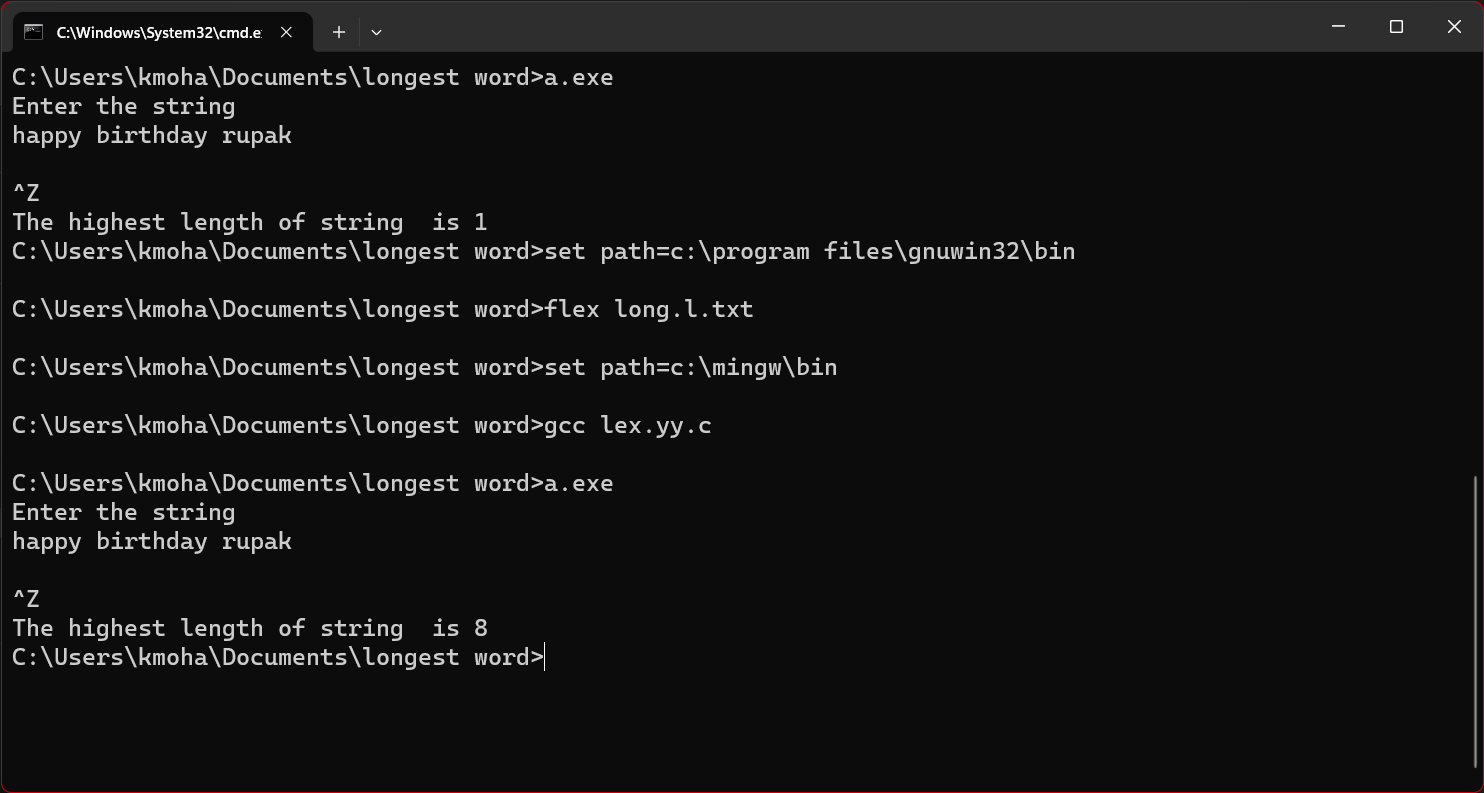 C:\Windows\System32\cmd.e
C:\Users\kmoha\Documents\longest word>a.exe
Enter the string
happy birthday rupak
^Z
The highest length of string  is 1
C:\Users\kmoha\Documents\longest word>set path=c:\program files\gnuwin32\bin
C:\Users\kmoha\Documents\longest word>flex long.l.txt
C:\Users\kmoha\Documents\longest word>set path=c:\mingw\bin
C:\Users\kmoha\Documents\longest word>gcc lex.yy.c
C:\Users\kmoha\Documents\longest word>a.exe
Enter the string
happy birthday rupak
^Z
The highest length of string  is 8
C:\Users\kmoha\Documents\longest word>